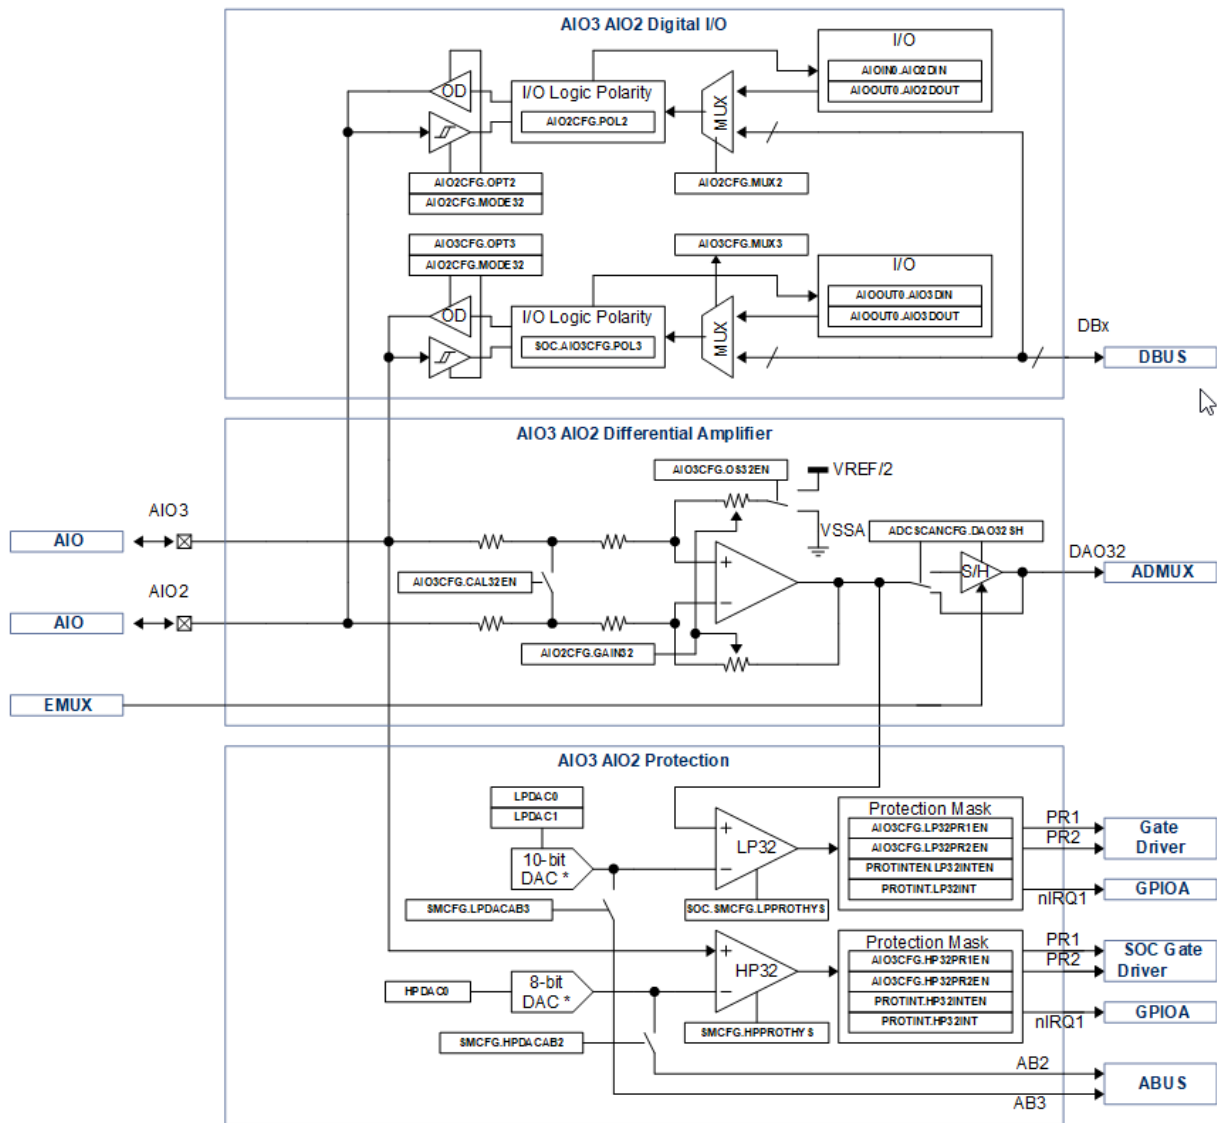 AIO3 AIO2 Digital I/O
I/O
AIOIN0.AIO2DIN
AIOOUT0.AIO2DOUT
OD
I/O Logic Polarity
AIO2CFG.POL2
MUX
AIO2CFG.OPT2
AIO2CFG.MODE32
AIO2CFG.MUX2
AIO3CFG.OPT3
AIO2CFG.MODE32
AIO3CFG.MUX3
I/O
AIOOUT0.AIO3DIN
AIOOUT0.AIO3DOUT
OD
I/O Logic Polarity
SOC.AIO3CFG.POL3
MUX
DBx
DBUS
AIO3 AIO2 Differential Amplifier
AIO3CFG.OS32EN
VREF/2
VSSA
ADCSCANCFG.DAO32SH
AIO3
AIO
S/H
DAO32
ADMUX
AIO3CFG.CAL32EN
+
−
AIO2
AIO
AIO2CFG.GAIN32
EMUX
AIO3 AIO2 Protection
LPDAC0
LPDAC1
10-bit
DAC *
+
−
LP32
Protection Mask
AIO3CFG.LP32PR1EN
AIO3CFG.LP32PR2EN
PROTINTEN.LP32INTEN
PROTINT.LP32INT
PR1
PR2
nIRQ1
Gate
Driver
GPIOA
SMCFG.LPDACAB3
SOC.SMCFG.LPPROTHYS
HPDAC0
8-bit
DAC *
+
−
HP32
Protection Mask
AIO3CFG.HP32PR1EN
AIO3CFG.HP32PR2EN
PROTINT.HP32INTEN
PROTINT.HP32INT
PR1
PR2
nIRQ1
SOC Gate
Driver
GPIOA
SMCFG.HPDACAB2
SMCFG.HPPROTHYS
AB2
AB3
ABUS